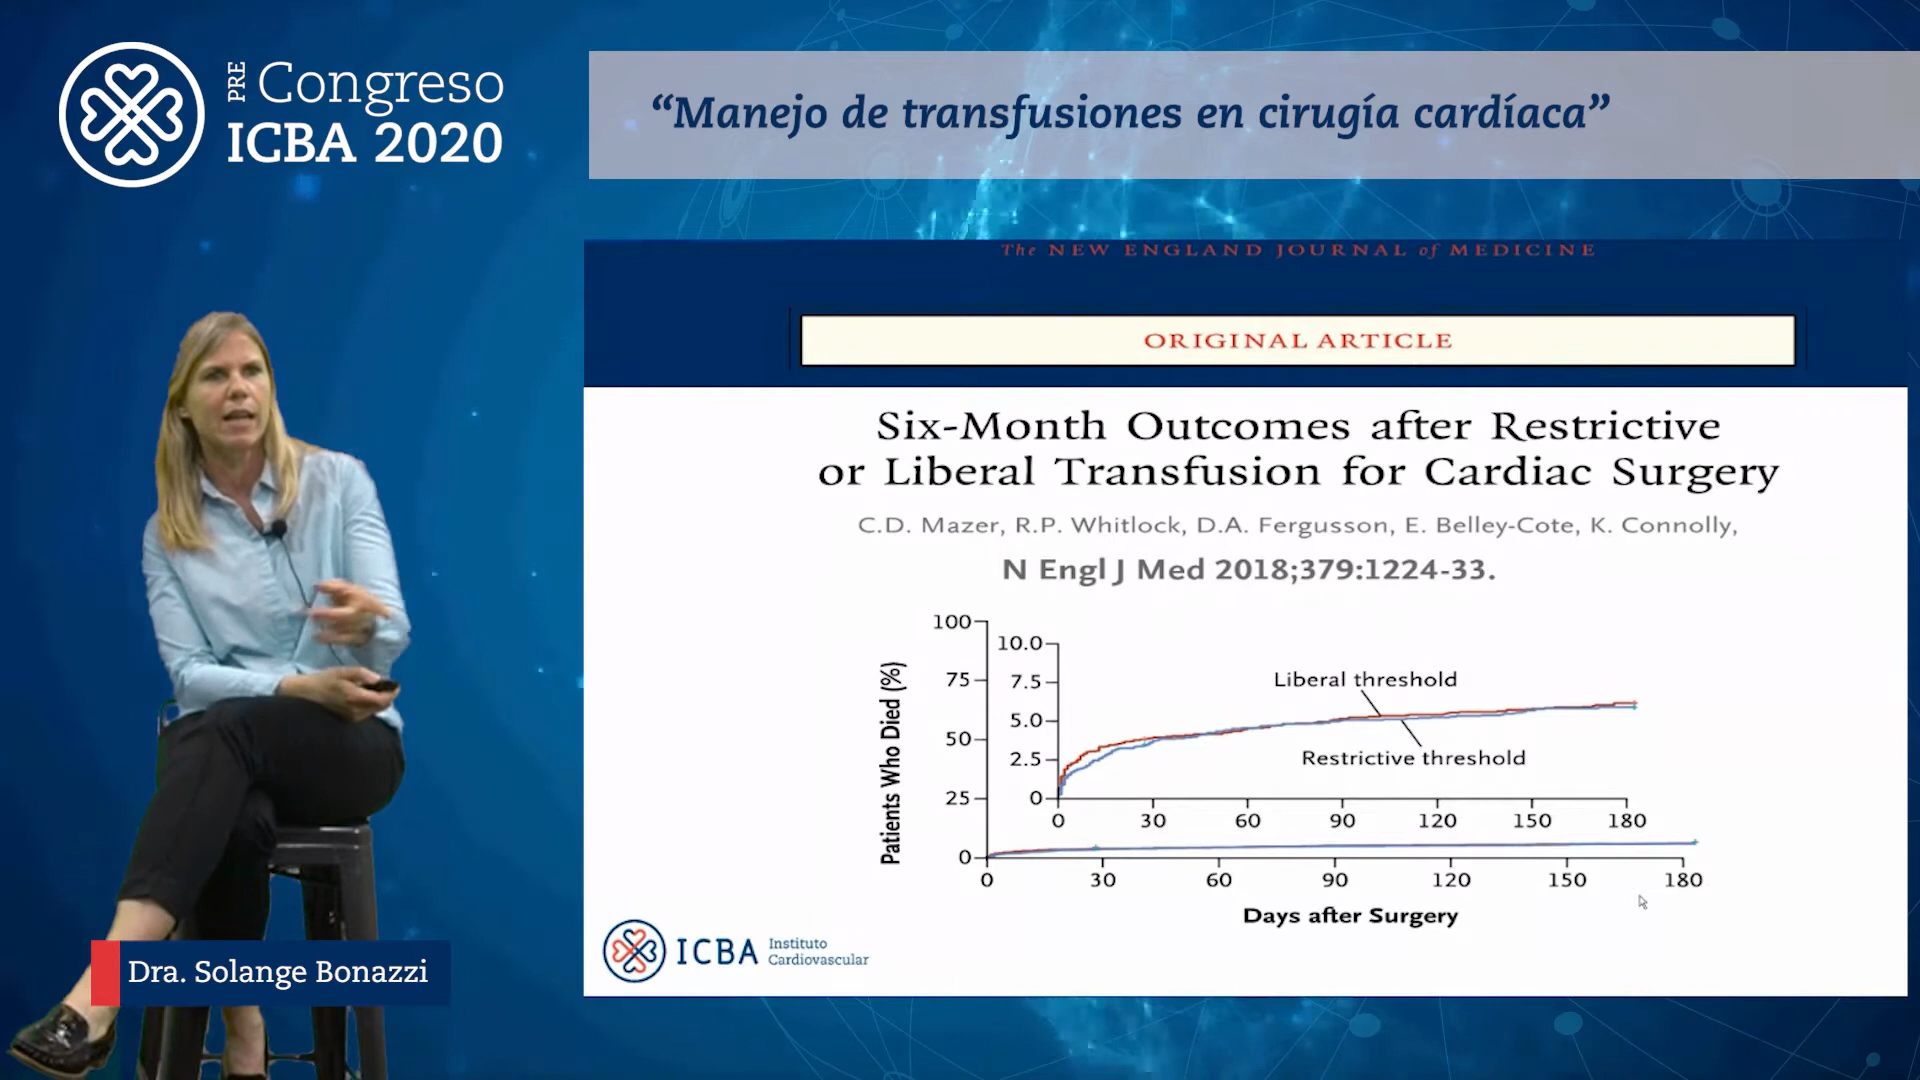 PRE Congreso
ICBA 2020
“Manejo de transfusiones en cirugía cardíaca”
The NEW ENGLAND JOURNAL of MEDICINE
ORIGINAL ARTICLE
Six-Month Outcomes after Restrictive
or Liberal Transfusion for Cardiac Surgery
C.D. Mazer, R.P. Whitlock, D.A. Fergusson, E. Belley-Cote, K. Connolly,
N Engl J Med 2018;379:1224-33.
Patients Who Died (%)
100
75
50
25
0
10.0
7.5
5.0
2.5
0
Liberal threshold
Restrictive threshold
0 30 60 90 120 150 180
0 30 60 90 120 150 180
Days after Surgery
ICBA Instituto
Cardiovascular
Dra. Solange Bonazzi